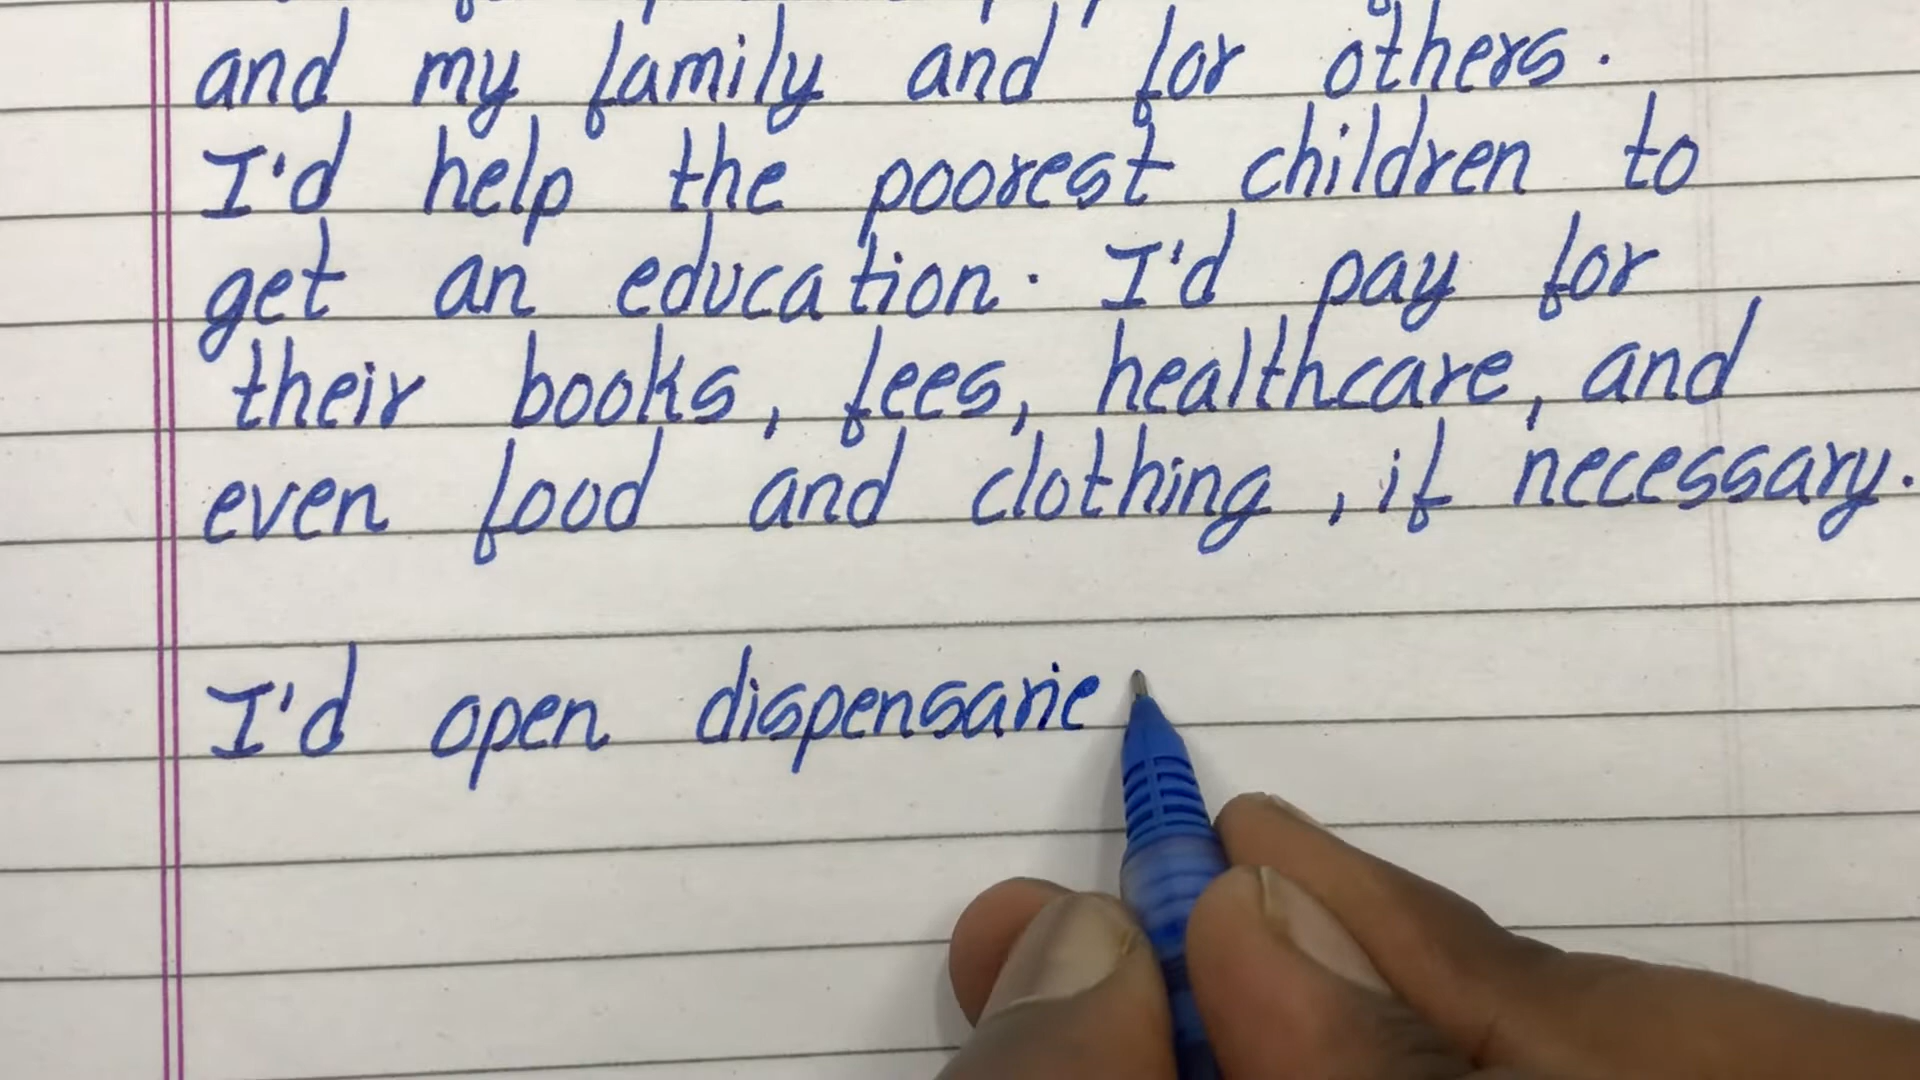 and my family and for others.
I'd help the poorest children to
get an education. I'd pay for
their books, fees, healthcare, and
even food and clothing, if necessary.
I'd open dispensarie